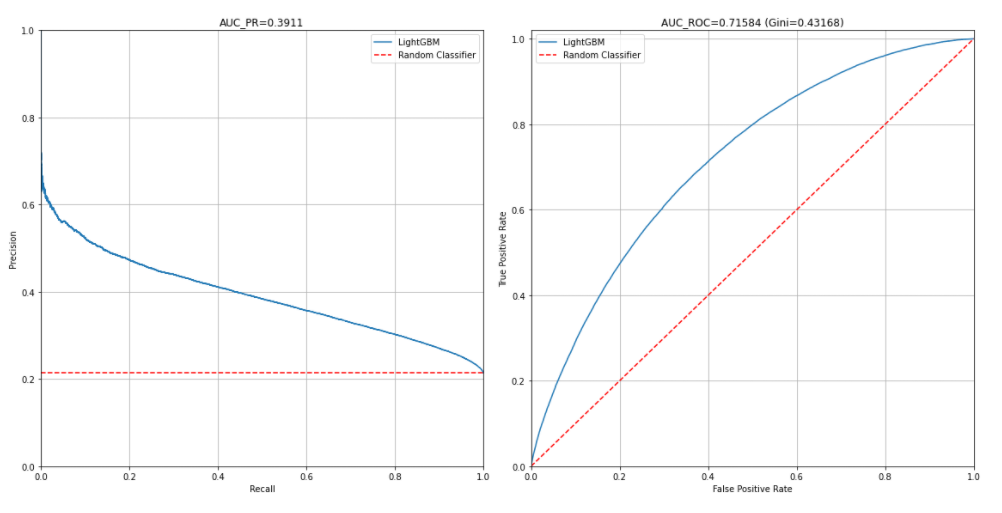 AUC_PR=0.3911
LightGBM
Random Classifier
1.0
0.8
0.6
0.4
0.2
0.0
Precision
0.0 0.2 0.4 0.6 0.8 1.0
Recall
AUC_ROC=0.71584 (Gini=0.43168)
LightGBM
Random Classifier
1.0
0.8
0.6
0.4
0.2
0.0
True Positive Rate
0.0 0.2 0.4 0.6 0.8 1.0
False Positive Rate